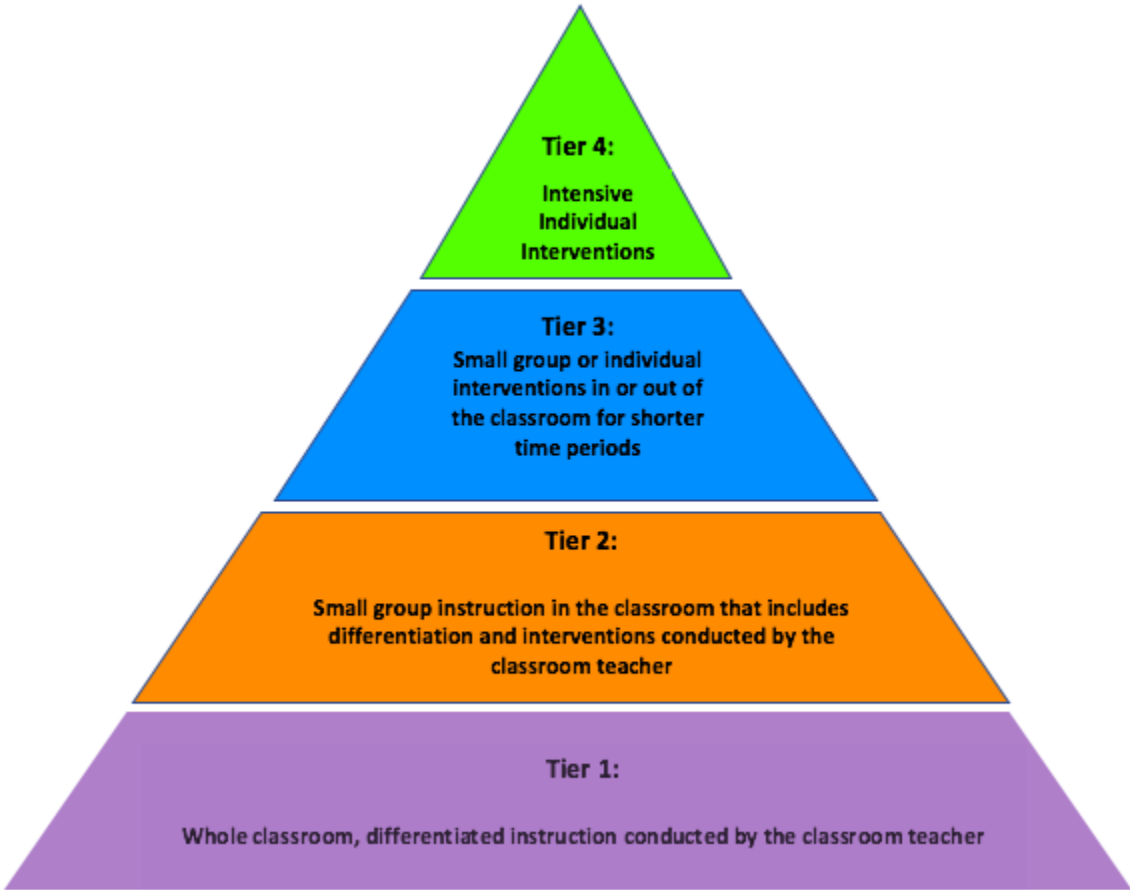 Tier 4:
Intensive
Individual
Interventions
Tier 3:
Small group or individual
interventions in or out of
the classroom for shorter
time periods
Tier 2:
Small group instruction in the classroom that includes
differentiation and interventions conducted by the
classroom teacher
Tier 1:
Whole classroom, differentiated instruction conducted by the classroom teacher